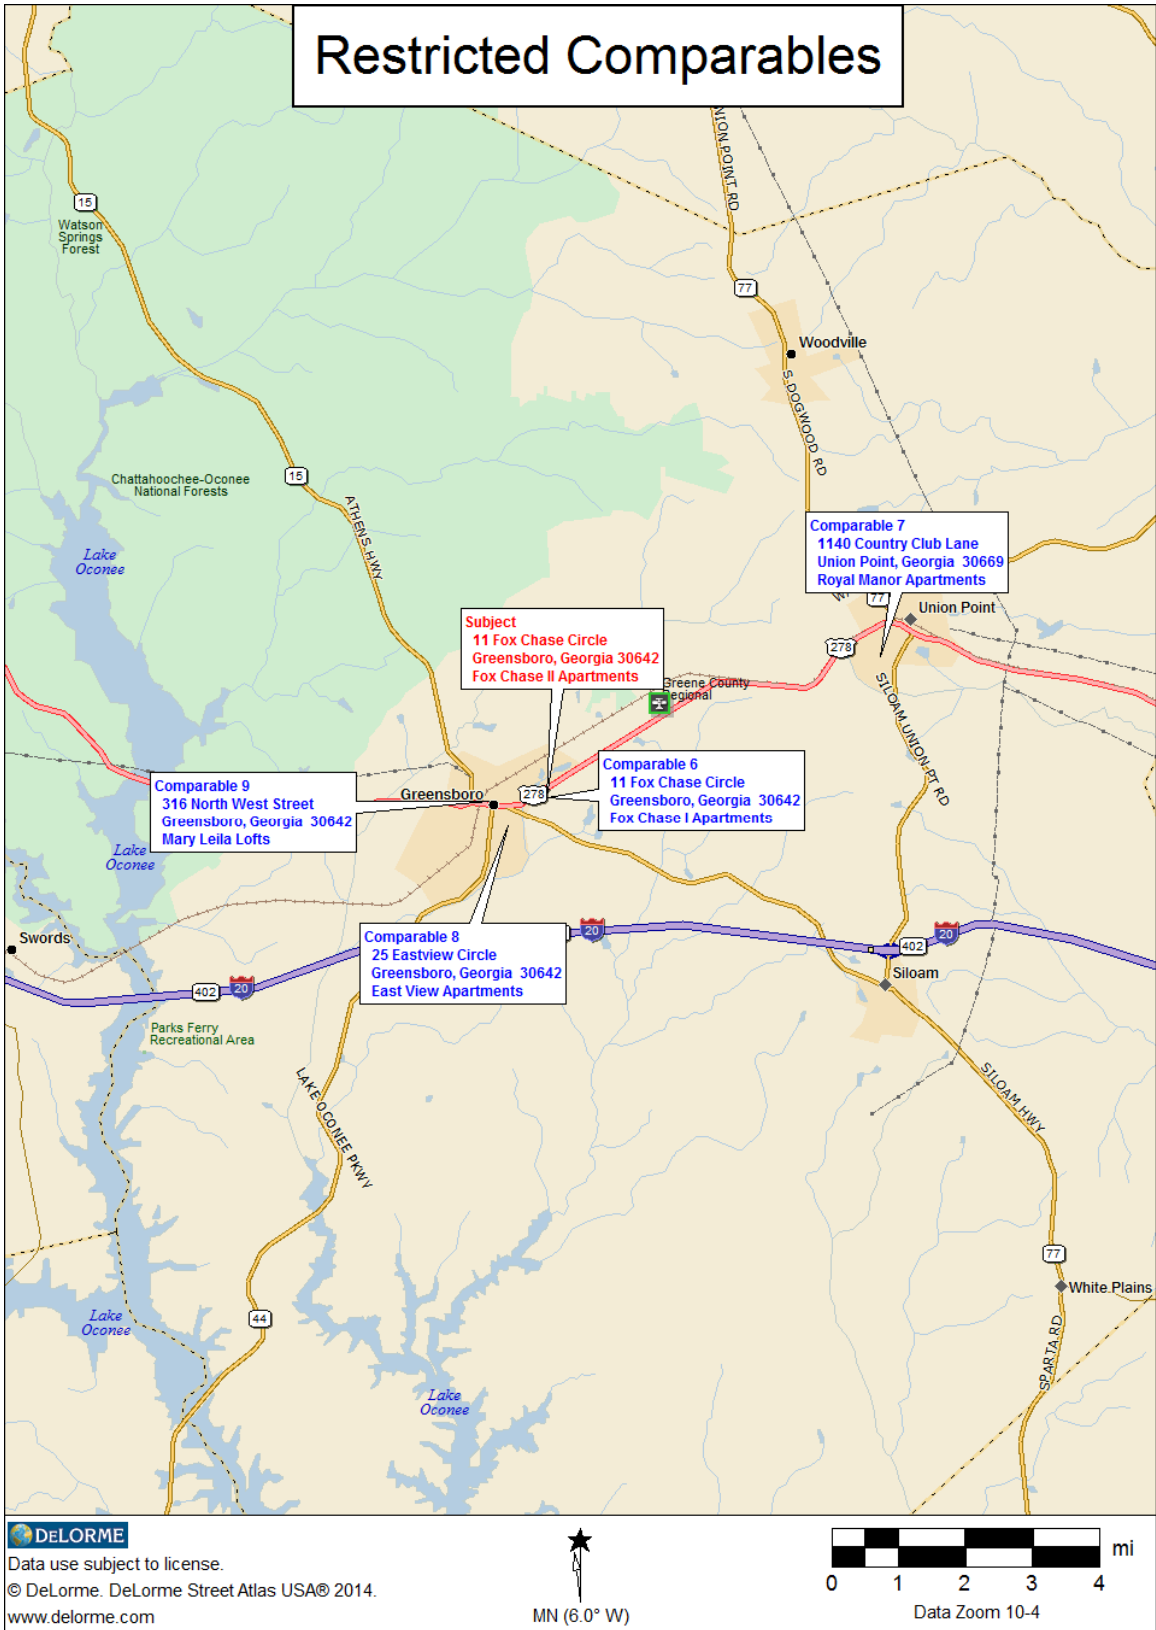 Restricted Comparables
UNION POINT RD
15
Watson
Springs
Forest
77
Woodville
S DOGWOOD RD
15
Chattahoochee-Oconee
National Forests
ATHENS HWY
Lake
Oconee
Comparable 7
1140 Country Club Lane
Union Point, Georgia 30669
Royal Manor Apartments
77
Union Point
Subject
11 Fox Chase Circle
Greensboro, Georgia 30642
Fox Chase II Apartments
278
Greene County
Regional
SILOAM UNION PT RD
Comparable 6
11 Fox Chase Circle
Greensboro, Georgia 30642
Fox Chase I Apartments
Comparable 9
316 North West Street
Greensboro, Georgia 30642
Mary Leila Lofts
Greensboro
278
Lake
Oconee
Swords
Comparable 8
25 Eastview Circle
Greensboro, Georgia 30642
East View Apartments
20
402
20
Siloam
402
20
Parks Ferry
Recreational Area
LAKE OCONEE PKWY
SILOAM HWY
77
White Plains
44
Lake
Oconee
SPARTA RD
Lake
Oconee
DELORME
Data use subject to license.
© DeLorme. DeLorme Street Atlas USA® 2014.
www.delorme.com
MN (6.0° W)
mi
0 1 2 3 4
Data Zoom 10-4